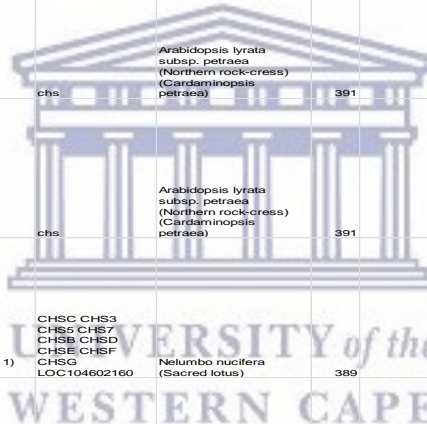 Arabidopsis lyrata
subsp. petraea
(Northern rock-cress)
(Cardaminopsis
chs petraea) 391
Arabidopsis lyrata
subsp. petraea
(Northern rock-cress)
(Cardaminopsis
chs petraea) 391
CHSC CHS3
CHS5 CHS7
CHSB CHSD
CHSE CHSF
1) CHSG Nelumbo nucifera
LOC104602160 (Sacred lotus) 389
UNIVERSITY of the
WESTERN CAPE